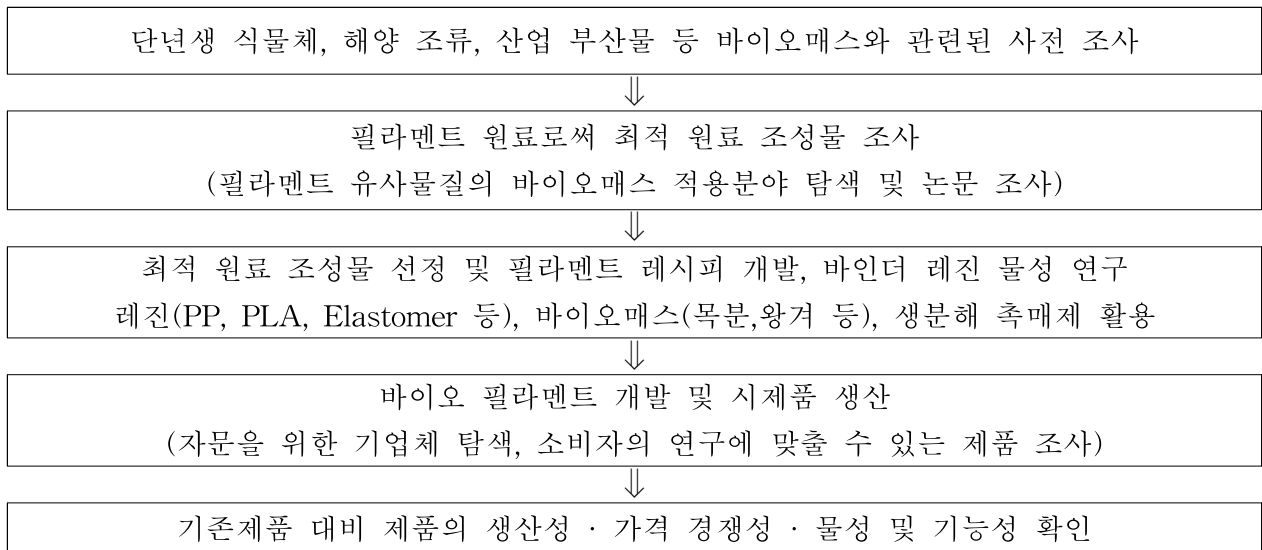 단년생 식물체, 해양 조류, 산업 부산물 등 바이오매스와 관련된 사전 조사
⇓
필라멘트 원료로써 최적 원료 조성물 조사
(필라멘트 유사물질의 바이오매스 적용분야 탐색 및 논문 조사)
⇓
최적 원료 조성물 선정 및 필라멘트 레시피 개발, 바인더 레진 물성 연구
레진(PP, PLA, Elastomer 등), 바이오매스(목분,왕겨 등), 생분해 촉매제 활용
⇓
바이오 필라멘트 개발 및 시제품 생산
(자문을 위한 기업체 탐색, 소비자의 연구에 맞출 수 있는 제품 조사)
⇓
기존제품 대비 제품의 생산성 · 가격 경쟁성 · 물성 및 기능성 확인